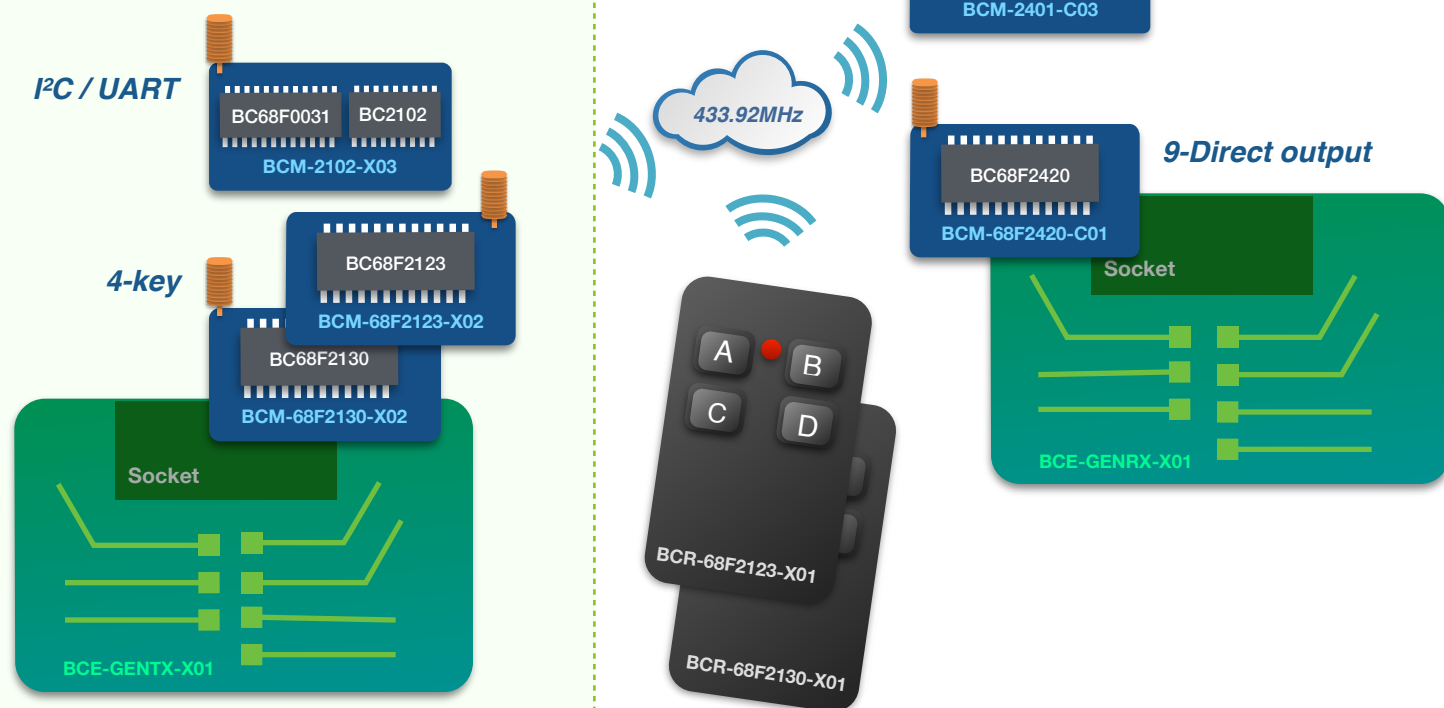 I²C / UART
BC68F0031
BC2102
BCM-2102-X03
4-key
BC68F2123
BCM-68F2123-X02
BC68F2130
BCM-68F2130-X02
Socket
BCE-GENTX-X01
433.92MHz
A
B
C
D
BCR-68F2123-X01
BCR-68F2130-X01
BCM-2401-C03
BC68F2420
BCM-68F2420-C01
9-Direct output
Socket
BCE-GENRX-X01